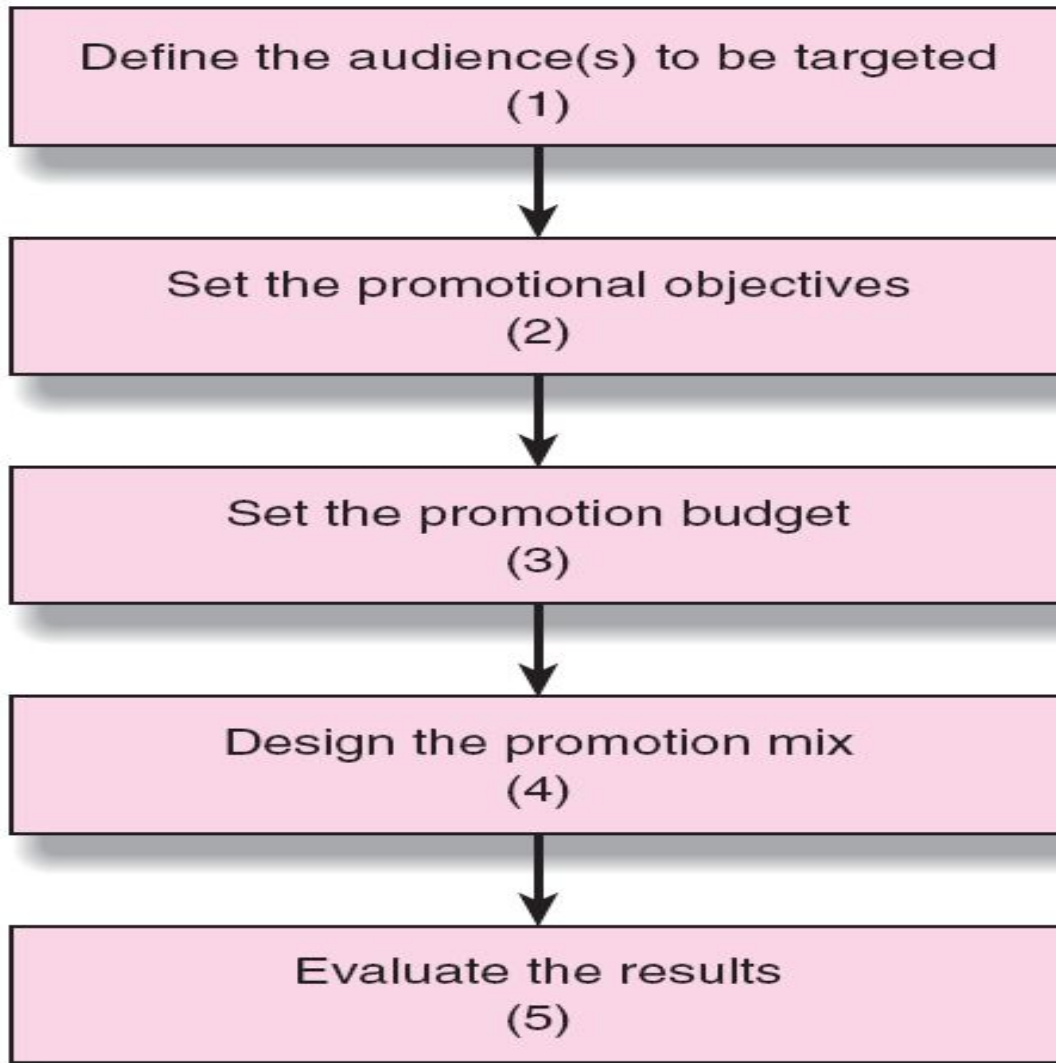 Define the audience(s) to be targeted
(1)
Set the promotional objectives
(2)
Set the promotion budget
(3)
Design the promotion mix
(4)
Evaluate the results
(5)